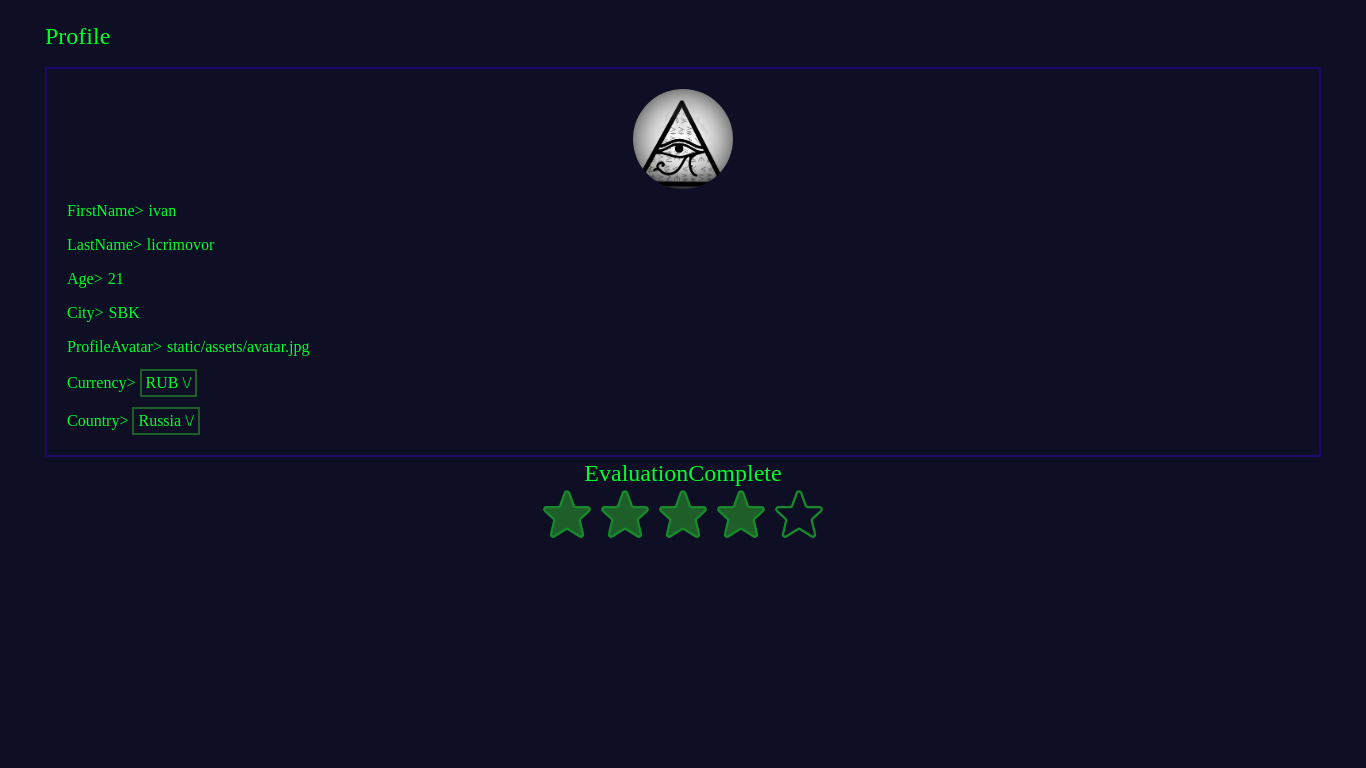 Profile
FirstName> ivan
LastName> licrimovor
Age> 21
City> SBK
ProfileAvatar> static/assets/avatar.jpg
Currency> RUB \/
Country> Russia \/
EvaluationComplete